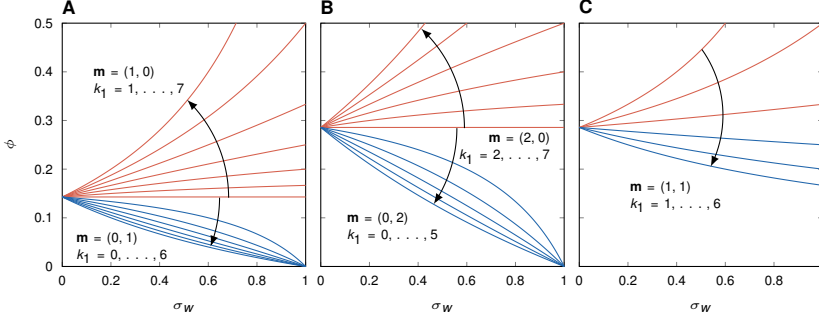 A
B
C
0.5
0.4
0.3
0.2
0.1
0
ϕ
m = (1, 0)
k1 = 1, . . . , 7
m = (0, 1)
k1 = 0, . . . , 6
m = (2, 0)
k1 = 2, . . . , 7
m = (0, 2)
k1 = 0, . . . , 5
m = (1, 1)
k1 = 1, . . . , 6
0 0.2 0.4 0.6 0.8 1
0 0.2 0.4 0.6 0.8 1
0 0.2 0.4 0.6 0.8
σW
σW
σW